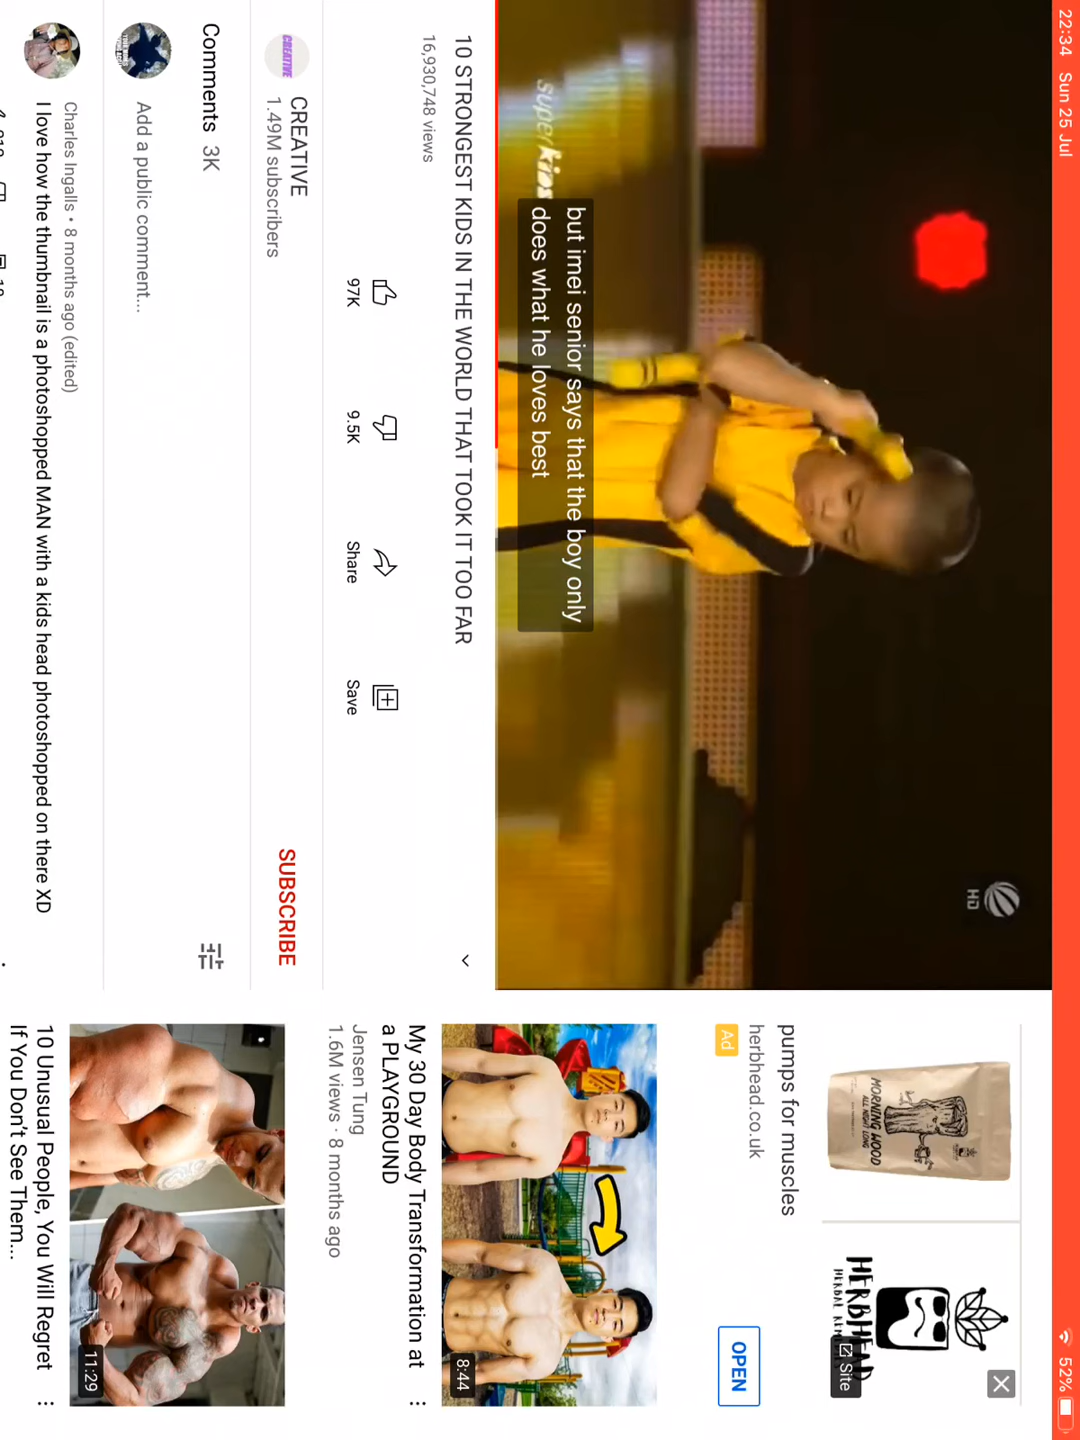 22:34 Sun 25 Jul
52%
HD
superkids
but imei senior says that the boy only
does what he loves best
10 STRONGEST KIDS IN THE WORLD THAT TOOK IT TOO FAR
16,930,748 views
97K
9.5K
Share
Save
CREATIVE
CREATIVE
1.49M subscribers
SUBSCRIBE
Comments 3K
Add a public comment...
Charles Ingalls • 8 months ago (edited)
I love how the thumbnail is a photoshopped MAN with a kids head photoshopped on there XD
MORNING WOOD
ALL NIGHT LONG
HERBHEAD
Site
pumps for muscles
herbhead.co.uk
Ad
OPEN
8:44
My 30 Day Body Transformation at
a PLAYGROUND
Jensen Tung
1.6M views · 8 months ago
11:29
10 Unusual People, You Will Regret
If You Don't See Them...